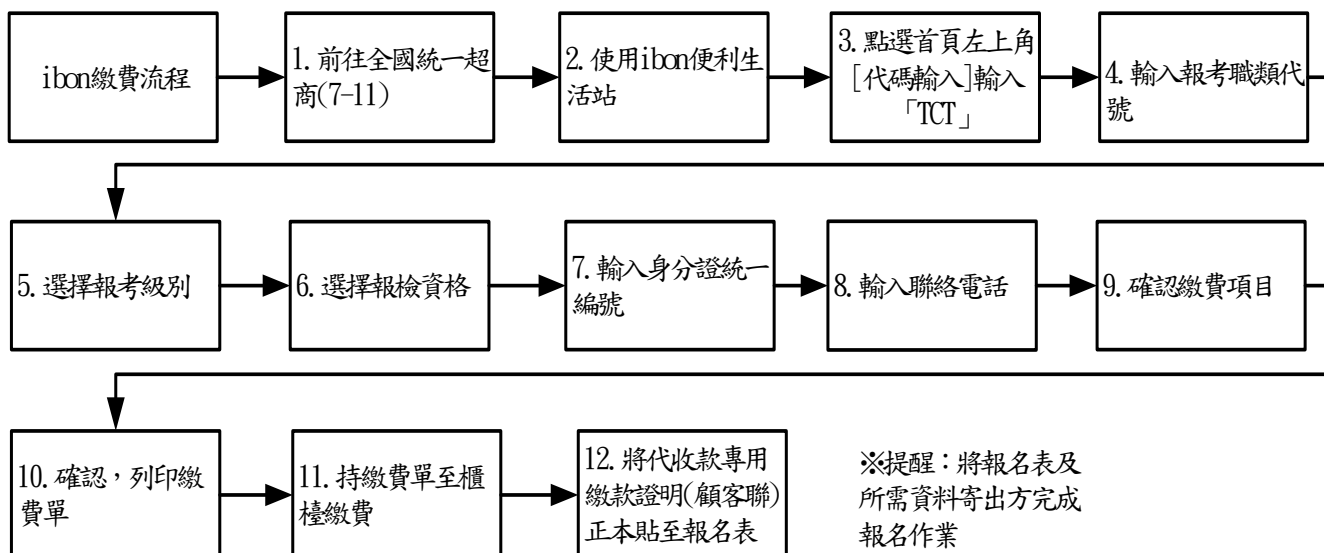 ibon繳費流程
1.前往全國統一超
商(7-11)
2.使用ibon便利生
活站
3.點選首頁左上角
[代碼輸入]輸入
「TCT」
4.輸入報考職類代
號
5.選擇報考級別
6.選擇報檢資格
7.輸入身分證統一
編號
8.輸入聯絡電話
9.確認繳費項目
10.確認，列印繳
費單
11.持繳費單至櫃
檯繳費
12.將代收款專用
繳款證明(顧客聯)
正本貼至報名表
※提醒：將報名表及
所需資料寄出方完成
報名作業